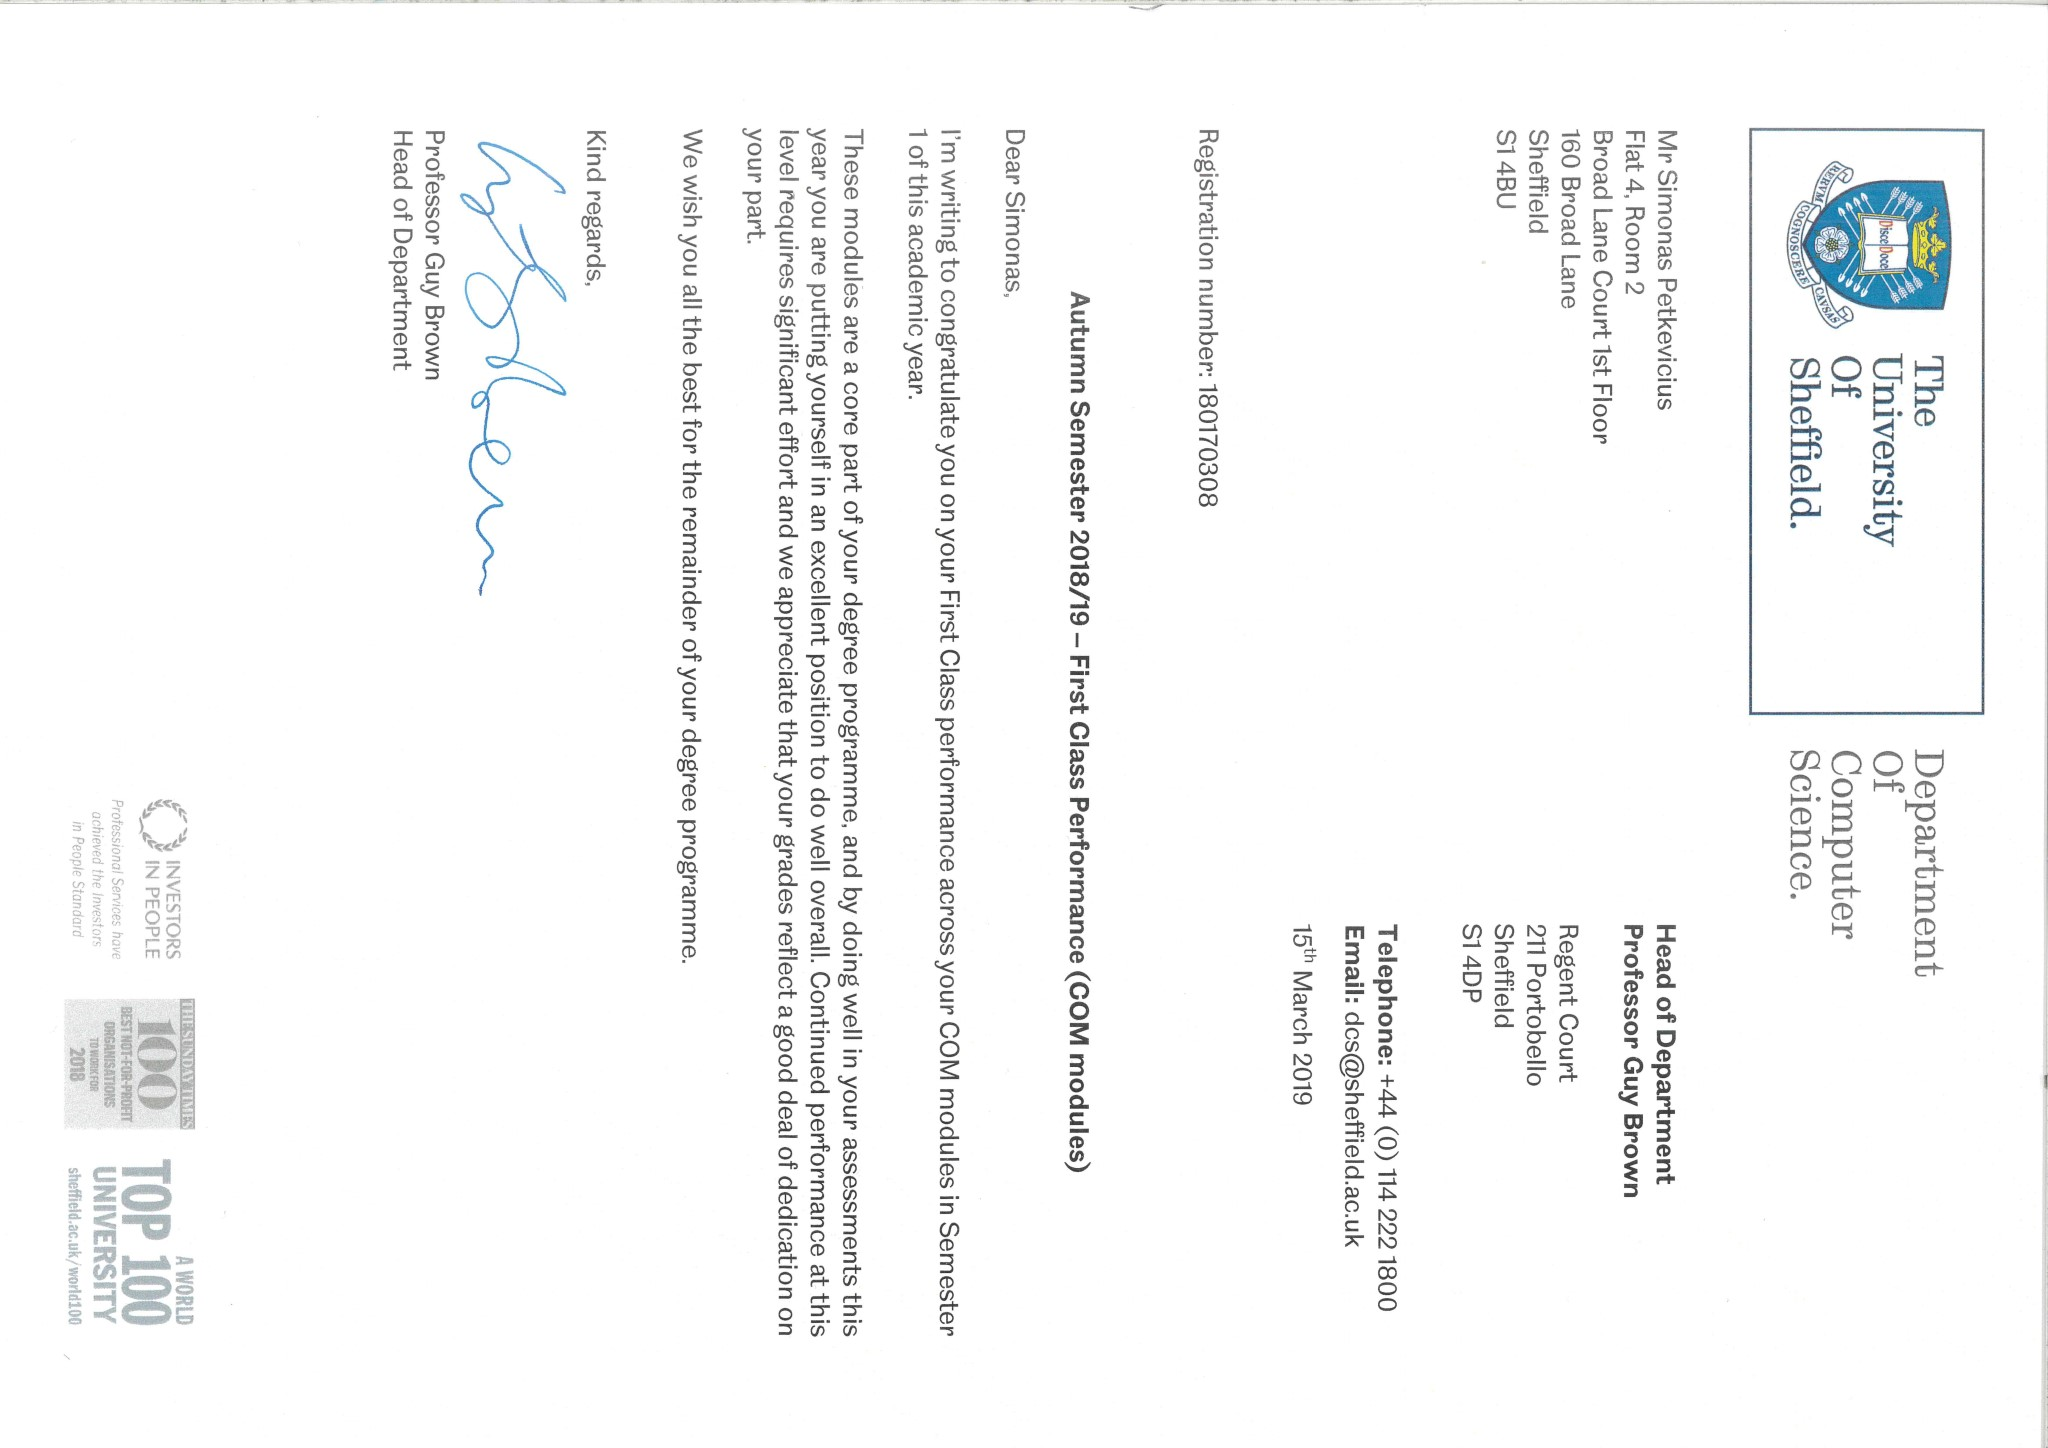 The
University
Of
Sheffield.
Department
Of
Computer
Science.
RERVM COGNOSCERE CAVSAS
Disce Doce
Mr Simonas Petkevicius
Flat 4, Room 2
Broad Lane Court 1st Floor
160 Broad Lane
Sheffield
S1 4BU
Head of Department
Professor Guy Brown
Regent Court
211 Portobello
Sheffield
S1 4DP
Telephone: +44 (0) 114 222 1800
Email: dcs@sheffield.ac.uk
15th March 2019
Registration number: 180170308
Autumn Semester 2018/19 – First Class Performance (COM modules)
Dear Simonas,
I'm writing to congratulate you on your First Class performance across your COM modules in Semester
1 of this academic year.
These modules are a core part of your degree programme, and by doing well in your assessments this
year you are putting yourself in an excellent position to do well overall. Continued performance at this
level requires significant effort and we appreciate that your grades reflect a good deal of dedication on
your part.
We wish you all the best for the remainder of your degree programme.
Kind regards,
Guy Brown
Professor Guy Brown
Head of Department
INVESTORS
IN PEOPLE
Professional Services have
achieved the Investors
in People Standard
THE SUNDAY TIMES
100
BEST NOT-FOR-PROFIT
ORGANISATIONS
TO WORK FOR
2018
A WORLD
TOP 100
UNIVERSITY
sheffield.ac.uk/world100